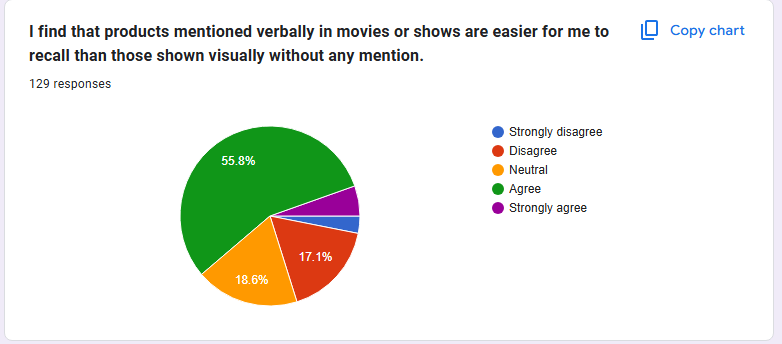 I find that products mentioned verbally in movies or shows are easier for me to
recall than those shown visually without any mention.
Copy chart
129 responses
55.8%
17.1%
18.6%
Strongly disagree
Disagree
Neutral
Agree
Strongly agree